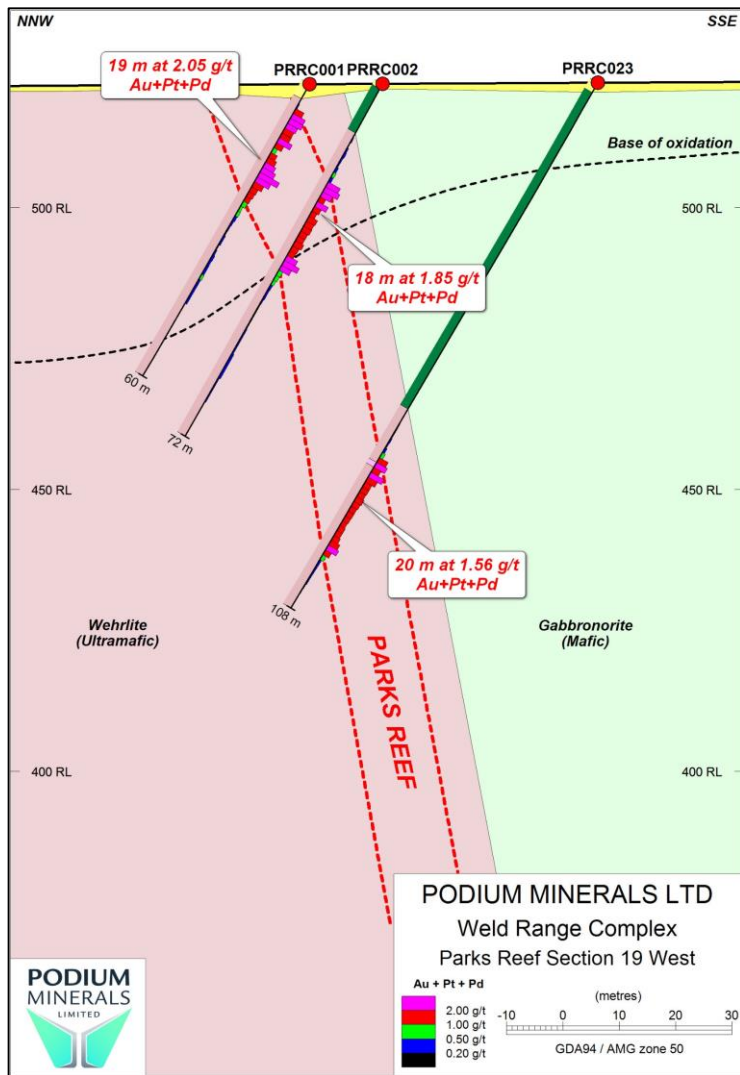 NNW
SSE
19 m at 2.05 g/t
Au+Pt+Pd
PRRC001
PRRC002
PRRC023
Base of oxidation
500 RL
500 RL
18 m at 1.85 g/t
Au+Pt+Pd
60 m
72 m
450 RL
450 RL
20 m at 1.56 g/t
Au+Pt+Pd
108 m
Wehrlite
(Ultramafic)
Gabbronorite
(Mafic)
PARKS REEF
400 RL
400 RL
PODIUM MINERALS LTD
Weld Range Complex
Parks Reef Section 19 West
Au + Pt + Pd
2.00 g/t
1.00 g/t
0.50 g/t
0.20 g/t
(metres)
-10 0 10 20 30
GDA94 / AMG zone 50
PODIUM
MINERALS
LIMITED